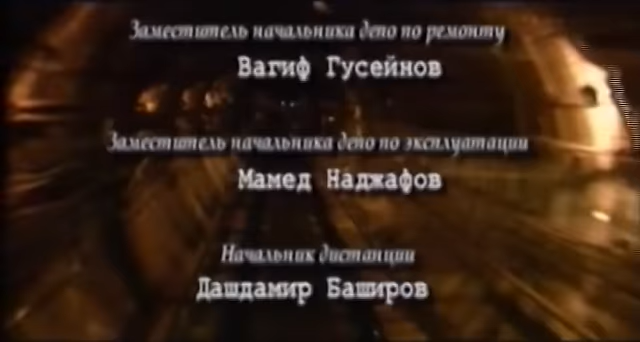 Заместитель начальника депо по ремонту
Вагиф Гусейнов
Заместитель начальника депо по эксплуатации
Мамед Наджафов
Начальник дистанции
Дашдамир Баширов